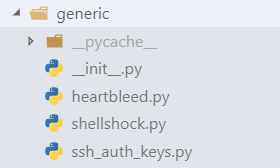 generic
__pycache__
__init__.py
heartbleed.py
shellshock.py
ssh_auth_keys.py